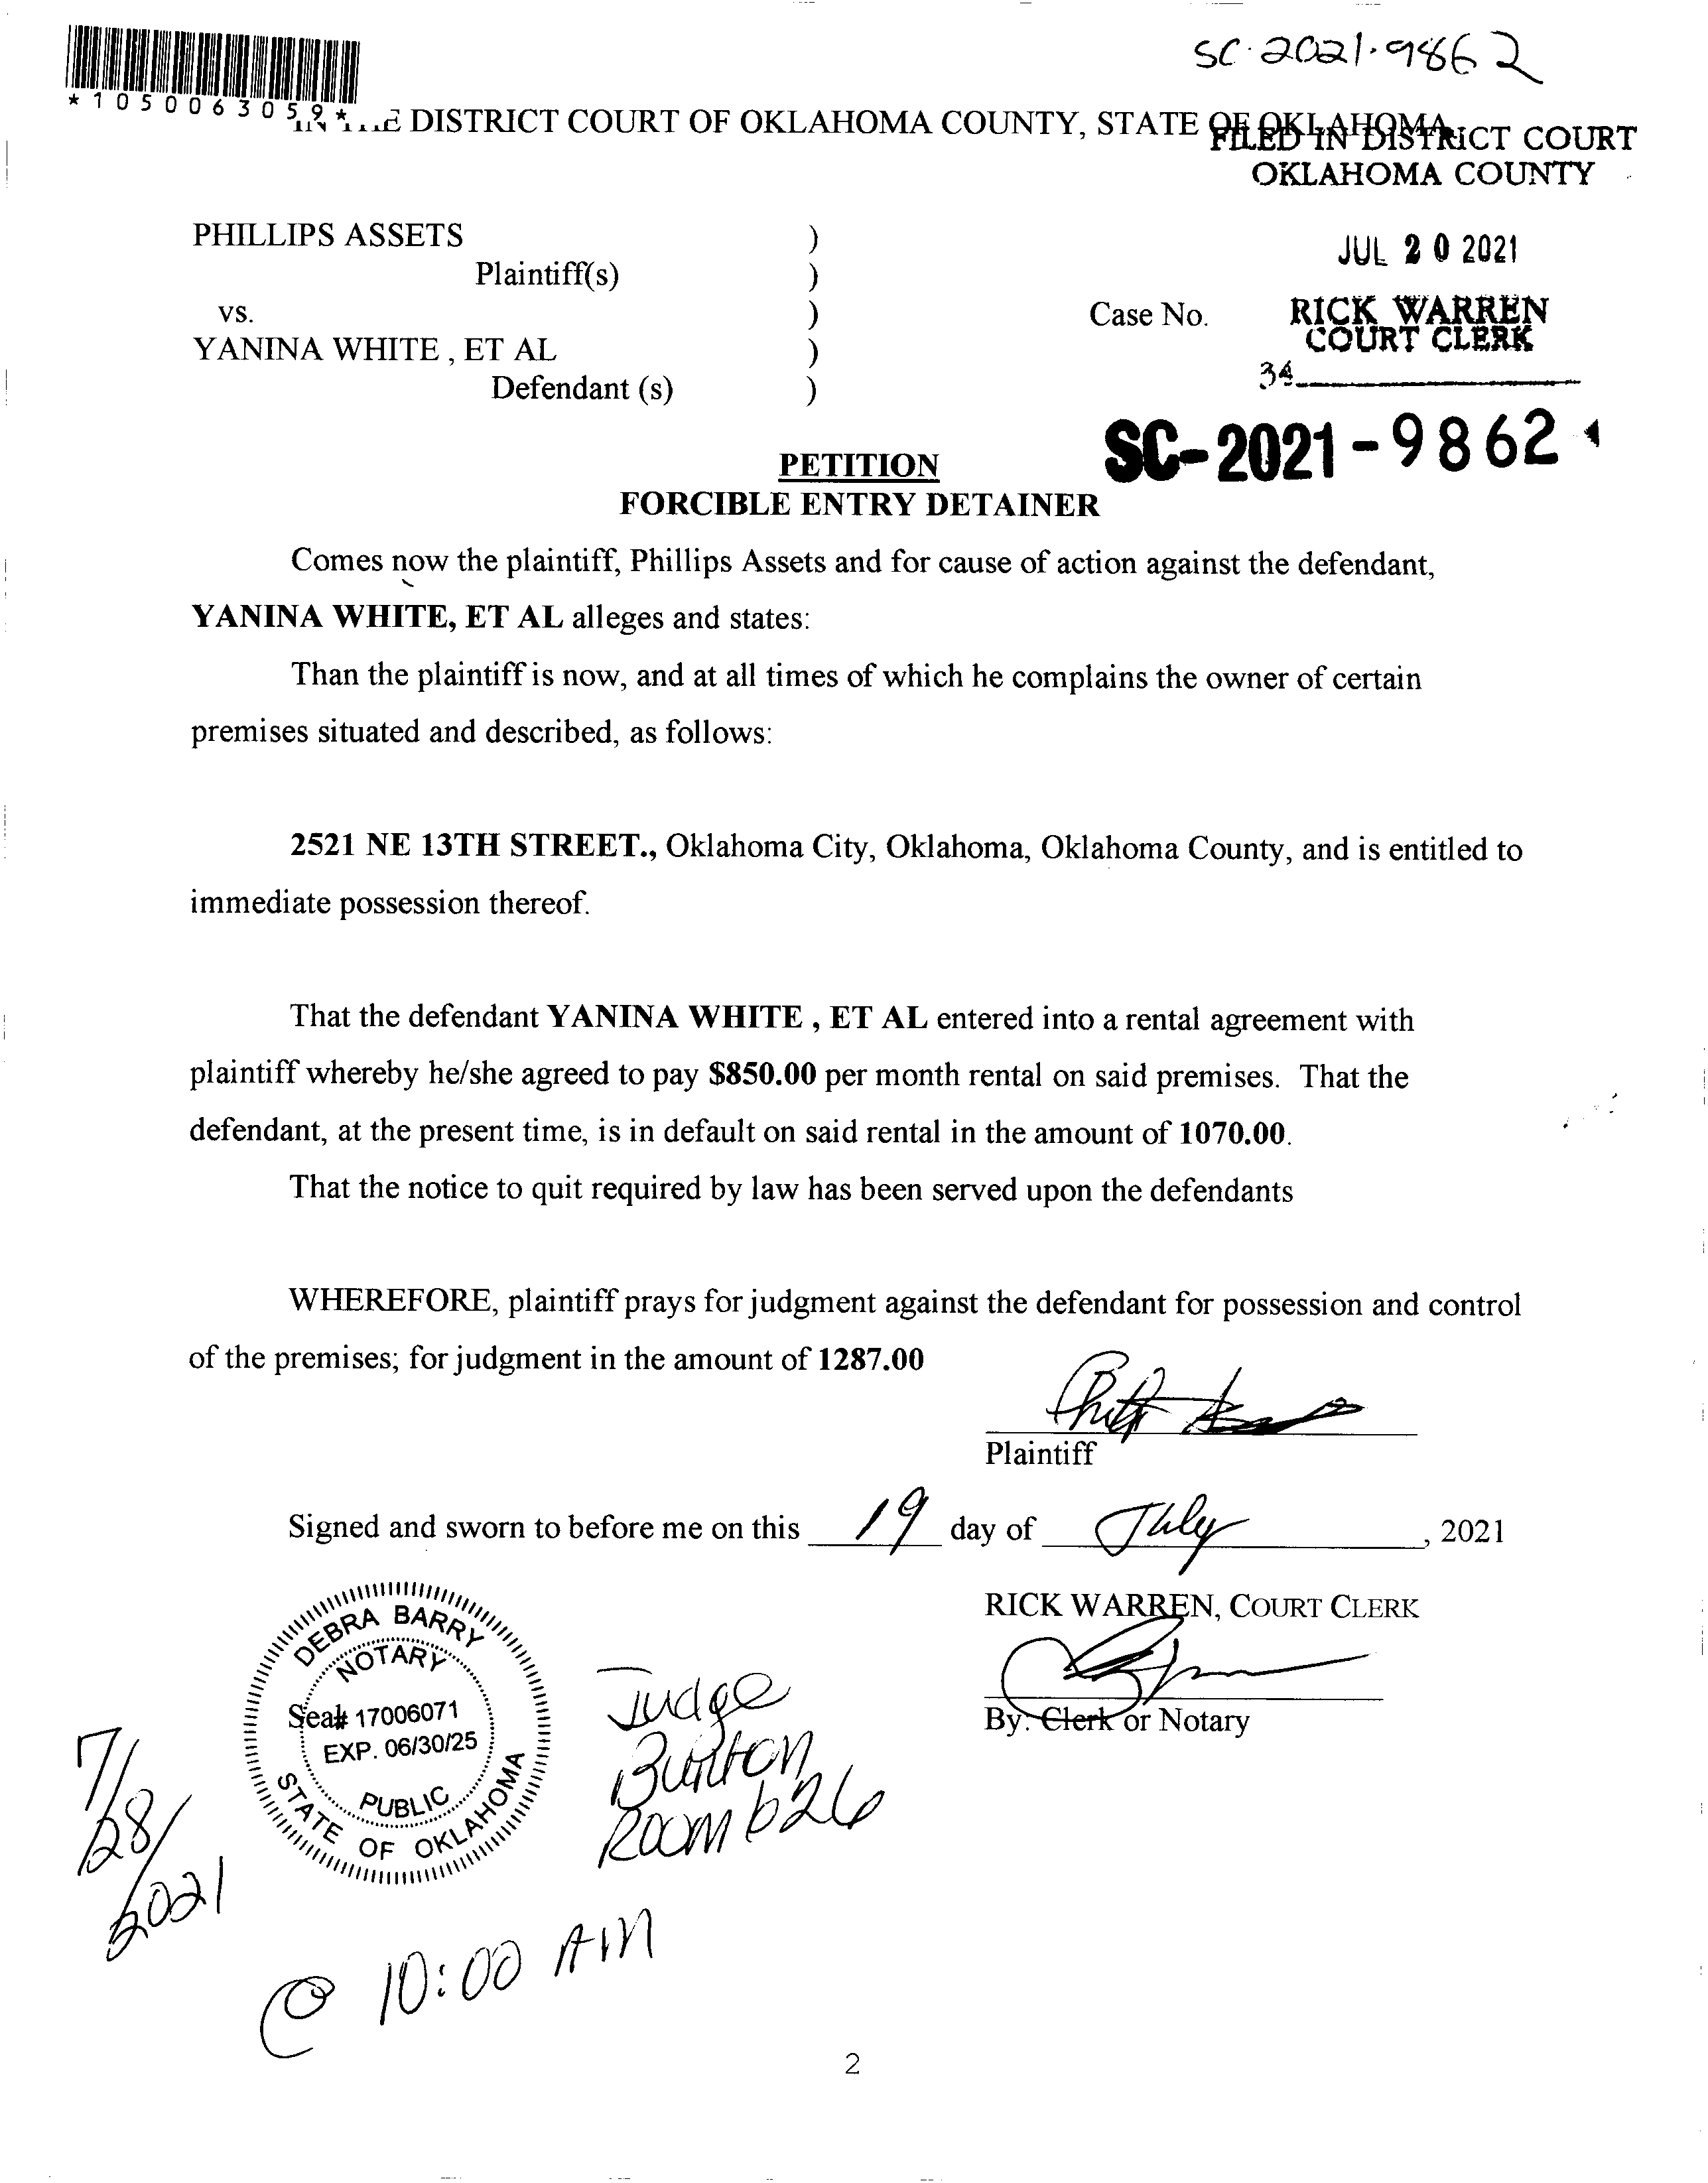 SC-2021-9862
*1050063059*
E DISTRICT COURT OF OKLAHOMA COUNTY, STATE OF OKLAHOMA
FILED IN DISTRICT COURT
OKLAHOMA COUNTY
PHILLIPS ASSETS )
Plaintiff(s) )
JUL 20 2021
vs. )
Case No.
RICK WARREN
COURT CLERK
YANINA WHITE , ET AL )
34
Defendant (s) )
SC-2021-9862
PETITION
FORCIBLE ENTRY DETAINER
Comes now the plaintiff, Phillips Assets and for cause of action against the defendant,
YANINA WHITE, ET AL alleges and states:
Than the plaintiff is now, and at all times of which he complains the owner of certain
premises situated and described, as follows:
2521 NE 13TH STREET., Oklahoma City, Oklahoma, Oklahoma County, and is entitled to
immediate possession thereof.
That the defendant YANINA WHITE , ET AL entered into a rental agreement with
plaintiff whereby he/she agreed to pay $850.00 per month rental on said premises. That the
defendant, at the present time, is in default on said rental in the amount of 1070.00.
That the notice to quit required by law has been served upon the defendants
WHEREFORE, plaintiff prays for judgment against the defendant for possession and control
of the premises; for judgment in the amount of 1287.00
Plaintiff
Signed and sworn to before me on this 19 day of July, 2021
RICK WARREN, COURT CLERK
By: Clerk or Notary
DEBRA BARRY
NOTARY
Seal# 17006071
EXP. 06/30/25
PUBLIC
STATE OF OKLAHOMA
Judge
Burton
Room 626
7/28/2021
@ 10:00 AM
2